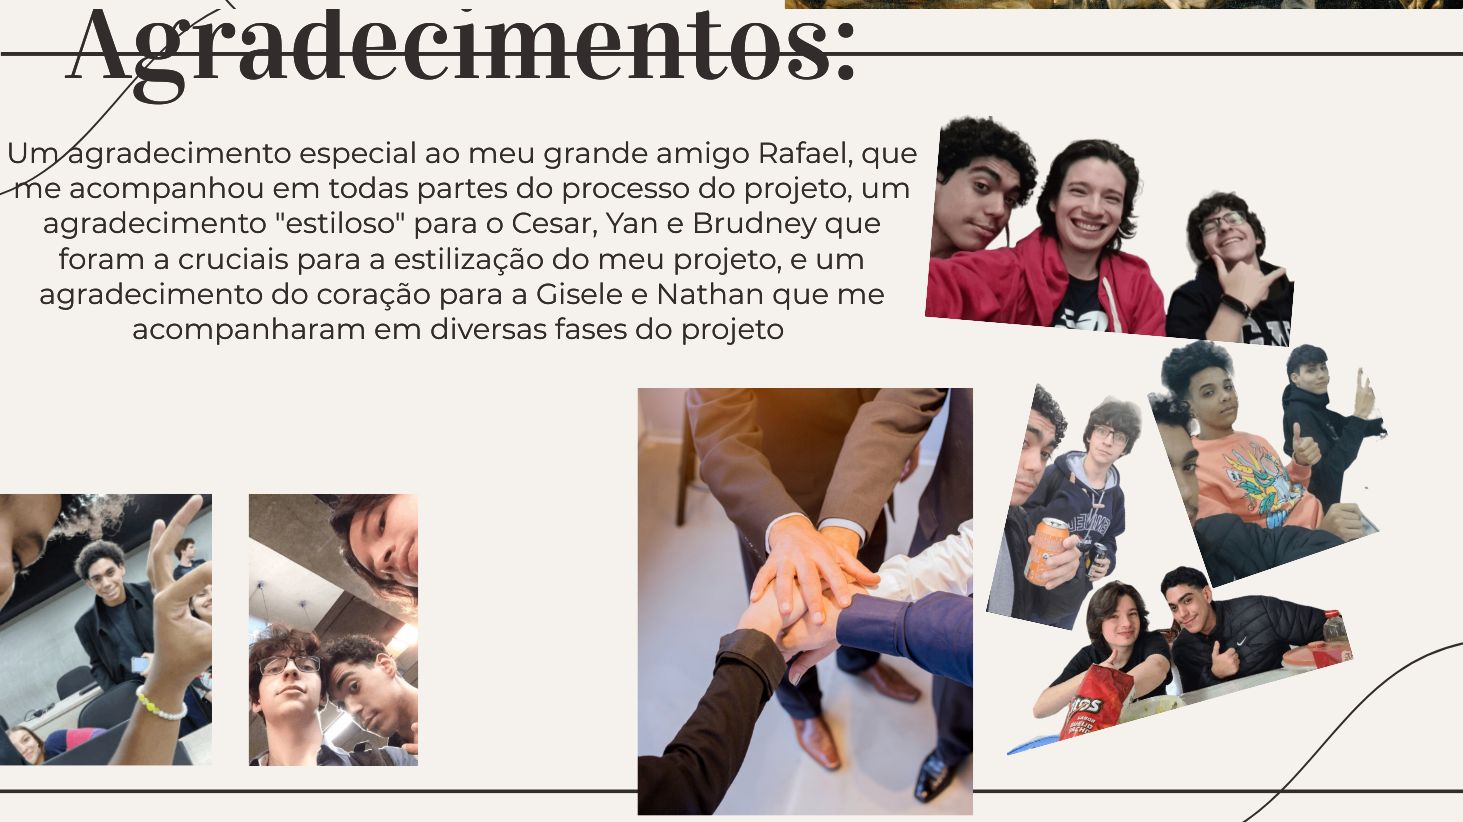 Agradecimentos:
Um agradecimento especial ao meu grande amigo Rafael, que
me acompanhou em todas partes do processo do projeto, um
agradecimento "estiloso" para o Cesar, Yan e Brudney que
foram a cruciais para a estilização do meu projeto, e um
agradecimento do coração para a Gisele e Nathan que me
acompanharam em diversas fases do projeto